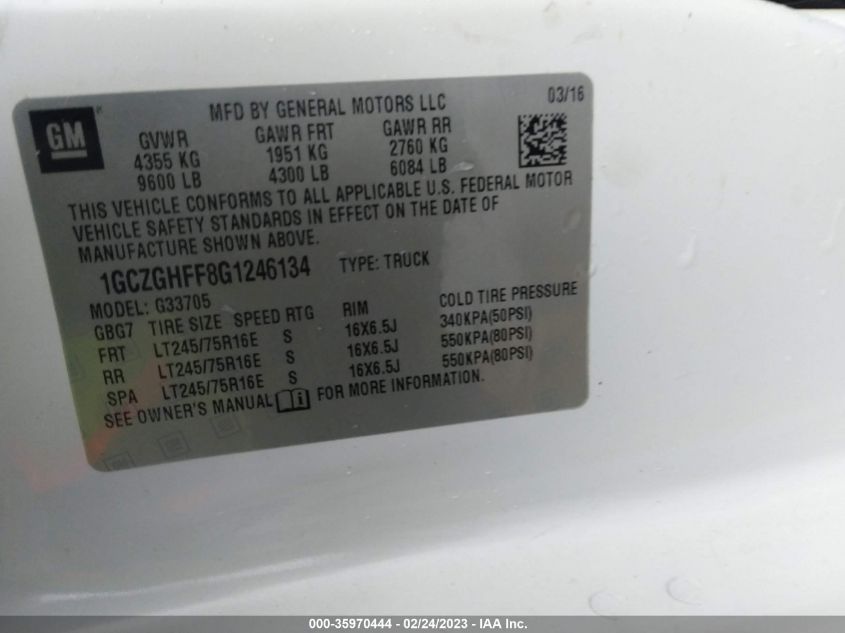 GM
MFD BY GENERAL MOTORS LLC 03/16
GVWR GAWR FRT GAWR RR
4355 KG 1951 KG 2760 KG
9600 LB 4300 LB 6084 LB
THIS VEHICLE CONFORMS TO ALL APPLICABLE U.S. FEDERAL MOTOR
VEHICLE SAFETY STANDARDS IN EFFECT ON THE DATE OF
MANUFACTURE SHOWN ABOVE.
1GCZGHFF8G1246134 TYPE: TRUCK
MODEL: G33705
GBG7 TIRE SIZE SPEED RTG RIM COLD TIRE PRESSURE
FRT LT245/75R16E S 16X6.5J 340KPA(50PSI)
RR LT245/75R16E S 16X6.5J 550KPA(80PSI)
SPA LT245/75R16E S 16X6.5J 550KPA(80PSI)
SEE OWNER'S MANUAL i FOR MORE INFORMATION.
000-35970444 - 02/24/2023 - IAA Inc.